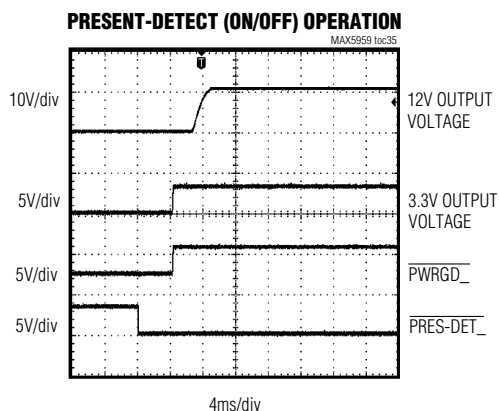 PRESENT-DETECT (ON/OFF) OPERATION
MAX5959 toc35
T
10V/div
12V OUTPUT
VOLTAGE
5V/div
3.3V OUTPUT
VOLTAGE
5V/div
PWRGD_
5V/div
PRES-DET_
4ms/div